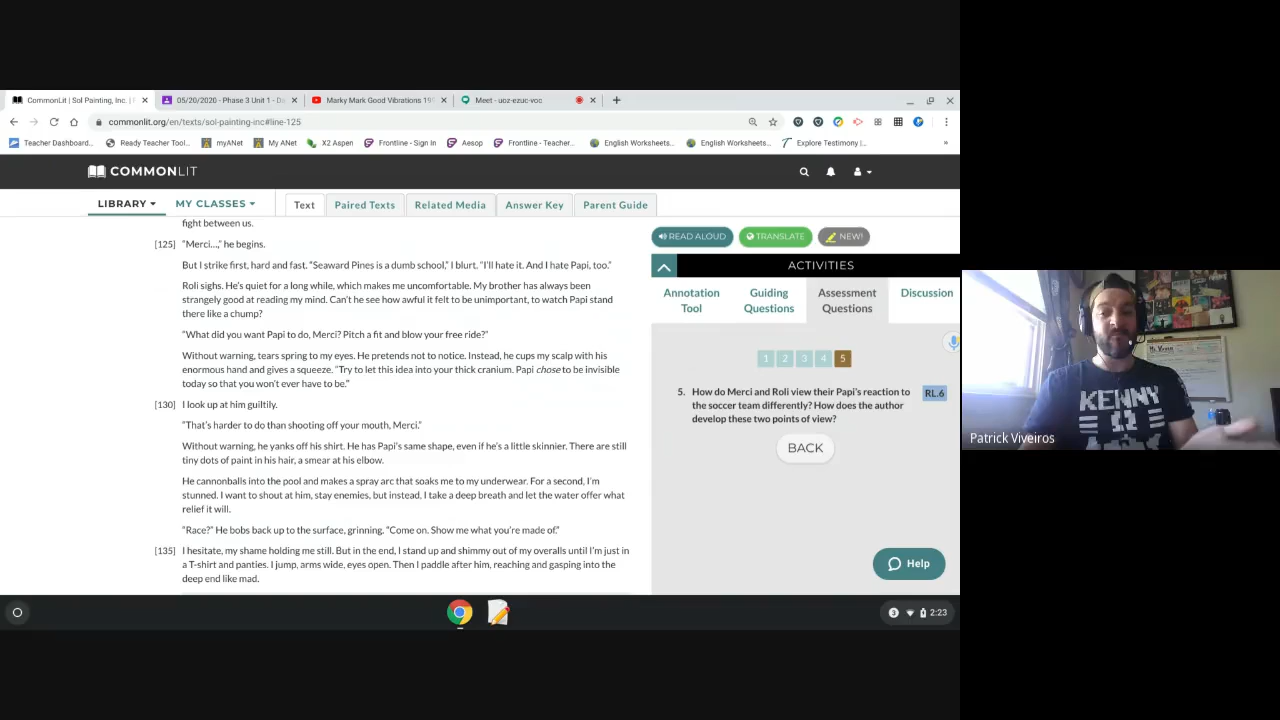 CommonLit | Sol Painting, Inc. |
05/20/2020 - Phase 3 Unit 1 - Da
Marky Mark Good Vibrations 199
Meet - uoz-ezuc-voc
commonlit.org/en/texts/sol-painting-inc#line-125
Teacher Dashboard... Ready Teacher Tool... myANet My ANet X2 Aspen Frontline - Sign In Aesop Frontline - Teacher... English Worksheets... English Worksheets... Explore Testimony |... »
COMMONLIT
LIBRARY MY CLASSES Text Paired Texts Related Media Answer Key Parent Guide
fight between us.
[125] “Merci...,” he begins.
But I strike first, hard and fast. “Seaward Pines is a dumb school,” I blurt. “I’ll hate it. And I hate Papi, too.”
Roli sighs. He’s quiet for a long while, which makes me uncomfortable. My brother has always been
strangely good at reading my mind. Can’t he see how awful it felt to be unimportant, to watch Papi stand
there like a chump?
“What did you want Papi to do, Merci? Pitch a fit and blow your free ride?”
Without warning, tears spring to my eyes. He pretends not to notice. Instead, he cups my scalp with his
enormous hand and gives a squeeze. “Try to let this idea into your thick cranium. Papi chose to be invisible
today so that you won’t ever have to be.”
[130] I look up at him guiltily.
“That’s harder to do than shooting off your mouth, Merci.”
Without warning, he yanks off his shirt. He has Papi’s same shape, even if he’s a little skinnier. There are still
tiny dots of paint in his hair, a smear at his elbow.
He cannonballs into the pool and makes a spray arc that soaks me to my underwear. For a second, I’m
stunned. I want to shout at him, stay enemies, but instead, I take a deep breath and let the water offer what
relief it will.
“Race?” He bobs back up to the surface, grinning. “Come on. Show me what you’re made of.”
[135] I hesitate, my shame holding me still. But in the end, I stand up and shimmy out of my overalls until I’m just in
a T-shirt and panties. I jump, arms wide, eyes open. Then I paddle after him, reaching and gasping into the
deep end like mad.
READ ALOUD TRANSLATE NEW!
ACTIVITIES
Annotation
Tool
Guiding
Questions
Assessment
Questions
Discussion
1 2 3 4 5
5. How do Merci and Roli view their Papi’s reaction to
the soccer team differently? How does the author
develop these two points of view?
RL.6
BACK
Help
3 2:23
KENNY
Patrick Viveiros